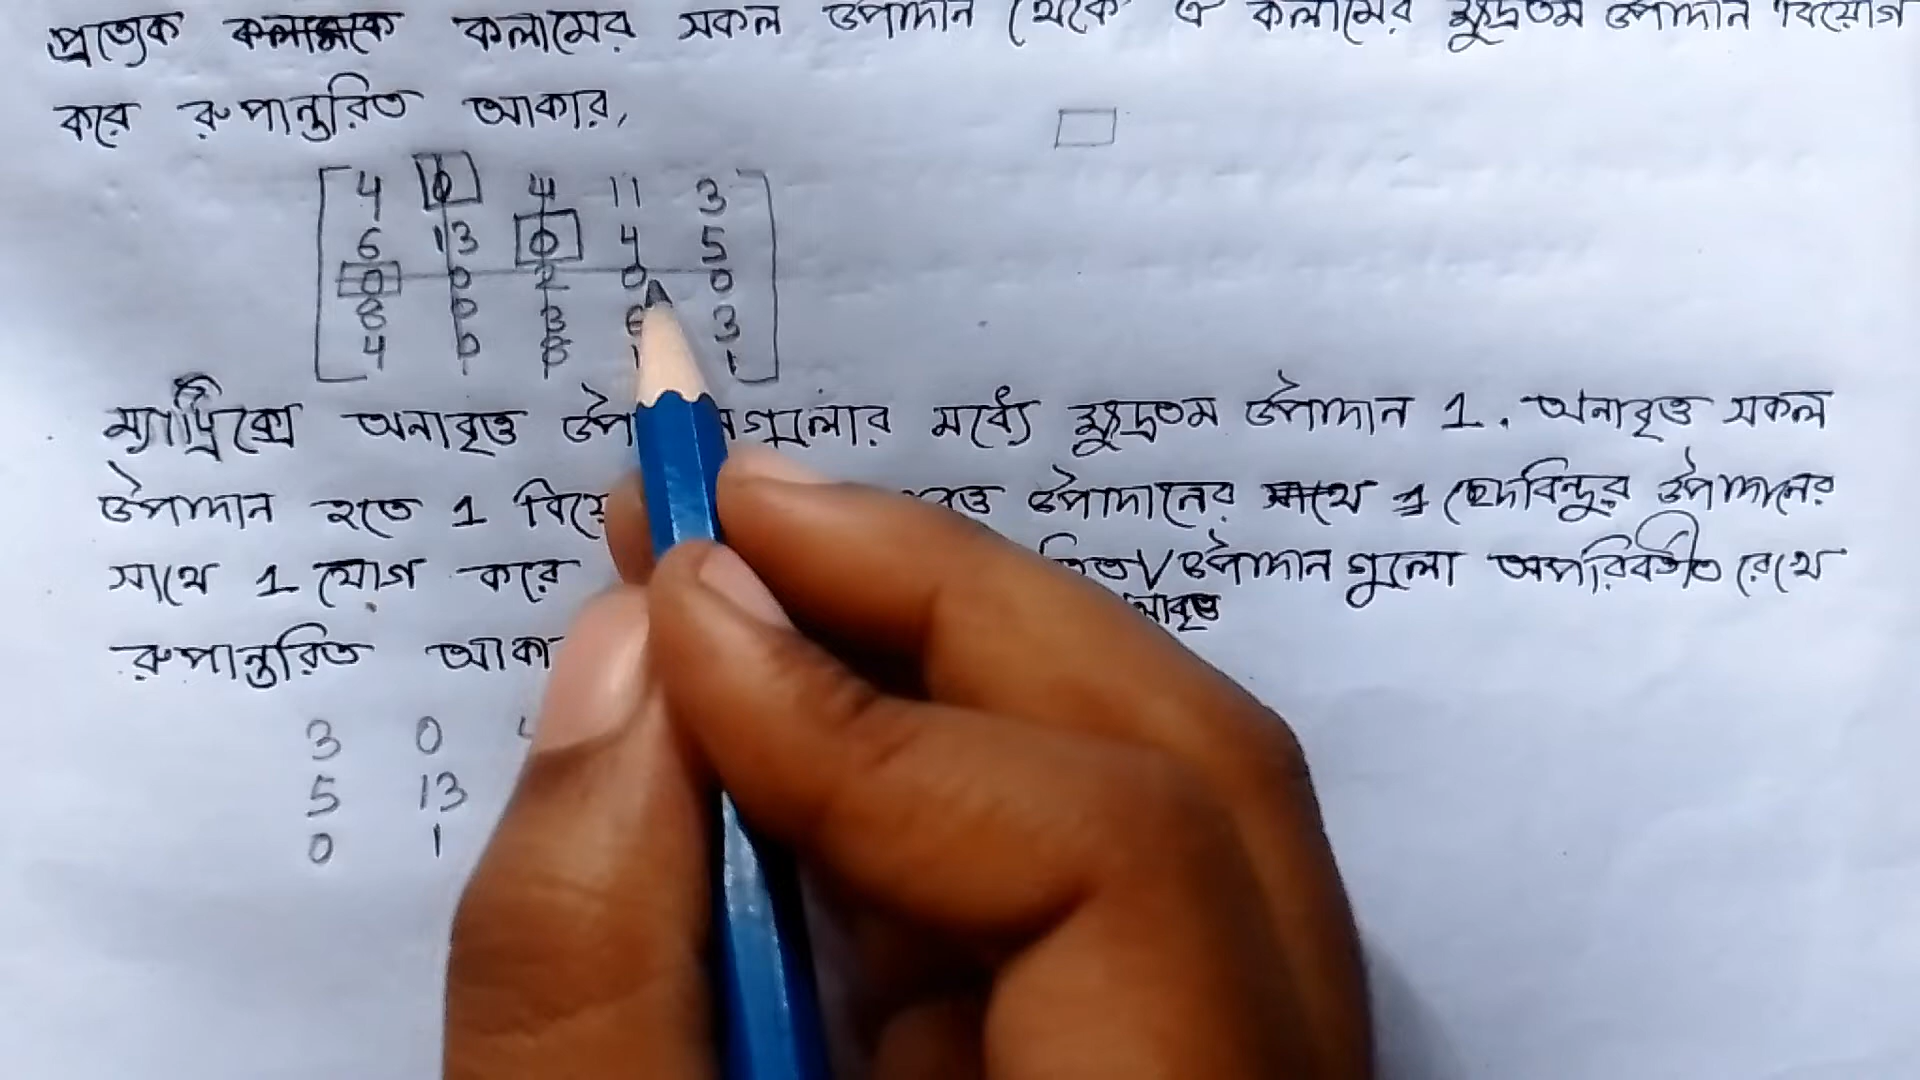 প্রত্যেক কলামের সকল উপাদান থেকে ঐ কলামের ক্ষুদ্রতম উপাদান বিয়োগ
করে রুপান্তরিত আকার,
4 0 4 11 3
6 13 0 4 5
0 0 2 0 0
8 0 3 6 3
4 0 8 1 1
ম্যাট্রিক্সে অনাবৃত্ত গুলোর মধ্যে ক্ষুদ্রতম উপাদান 1. অনাবৃত্ত সকল
উপাদান হতে 1 উপাদানের সাথে ছেদবিন্দুর উপাদানের
সাথে 1 যোগ করে উপাদান গুলো অপরিবর্তীত রেখে
রুপান্তরিত
3 0
5 13
0 1